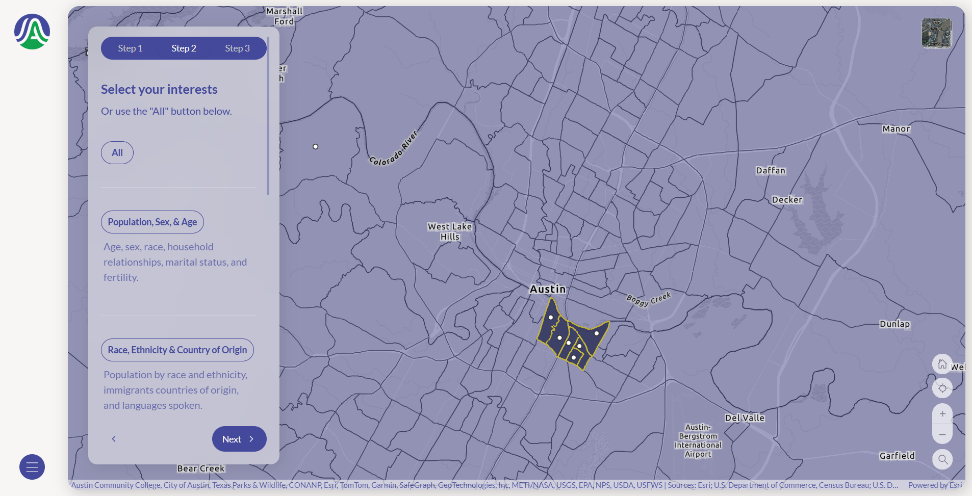 Step 1
Step 2
Step 3
Select your interests
Or use the "All" button below.
All
Population, Sex, & Age
Age, sex, race, household
relationships, marital status, and
fertility.
Race, Ethnicity & Country of Origin
Population by race and ethnicity,
immigrants countries of origin,
and languages spoken.
Next
Marshall
Ford
Colorado River
Manor
Daffan
Decker
West Lake
Hills
Austin
Boggy Creek
Dunlap
Del Valle
Austin-
Bergstrom
International
Airport
Garfield
Bear Creek
Austin Community College, City of Austin, Texas Parks & Wildlife, CONANP, Esri, TomTom, Garmin, SafeGraph, GeoTechnologies, Inc, METI/NASA, USGS, EPA, NPS, USDA, USFWS | Sources: Esri; U.S. Department of Commerce, Census Bureau; U.S. D...
Powered by Esri